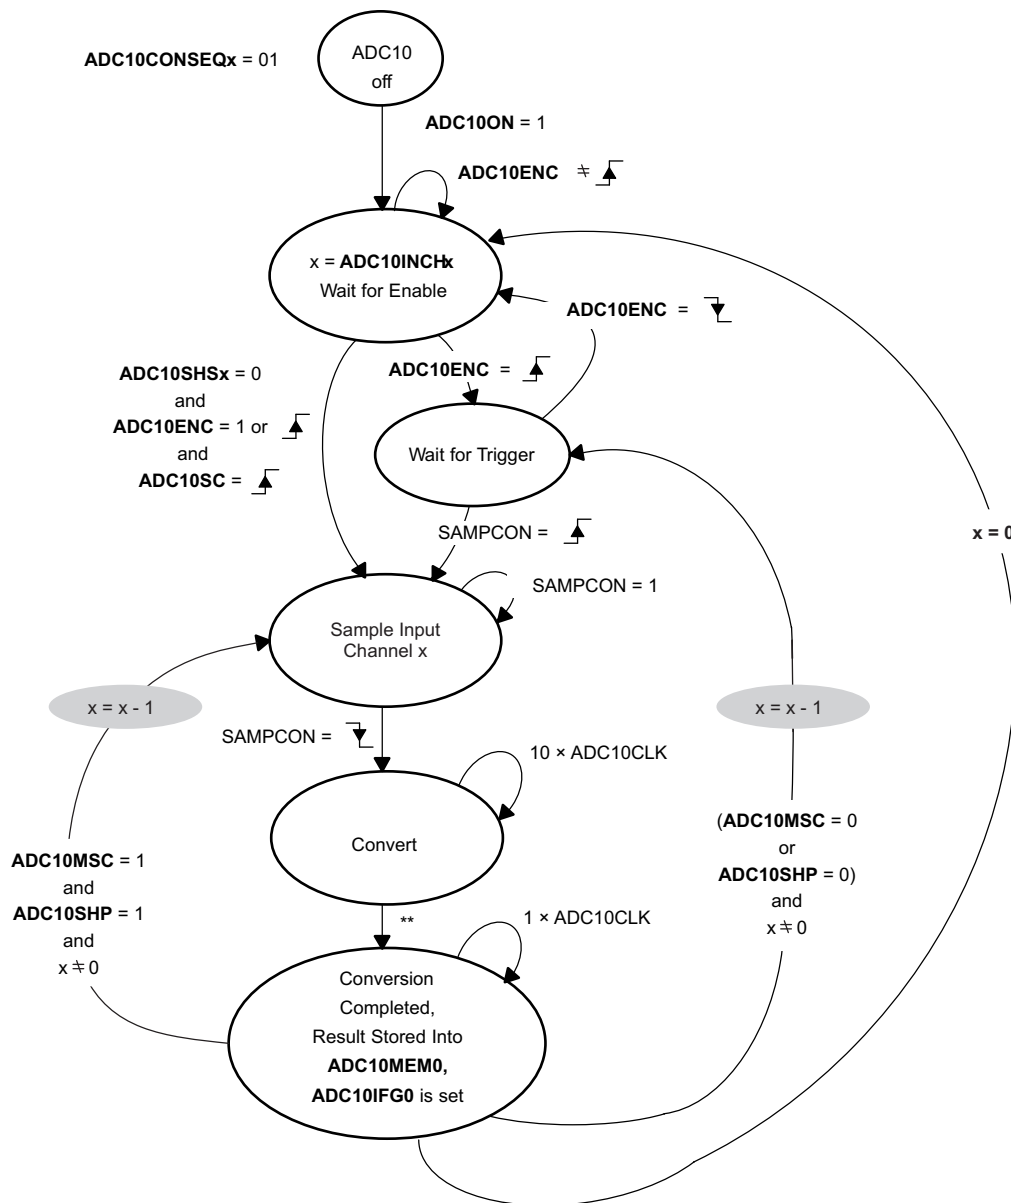 ADC10CONSEQx = 01
ADC10
off
ADC10ON = 1
ADC10ENC ≠
x = ADC10INCHx
Wait for Enable
ADC10ENC =
ADC10SHSx = 0
and
ADC10ENC = 1 or
and
ADC10SC =
ADC10ENC =
Wait for Trigger
SAMPCON =
x = 0
SAMPCON = 1
Sample Input
Channel x
x = x - 1
x = x - 1
SAMPCON =
10 × ADC10CLK
Convert
(ADC10MSC = 0
or
ADC10SHP = 0)
and
x ≠ 0
ADC10MSC = 1
and
ADC10SHP = 1
and
x ≠ 0
**
1 × ADC10CLK
Conversion
Completed,
Result Stored Into
ADC10MEM0,
ADC10IFG0 is set